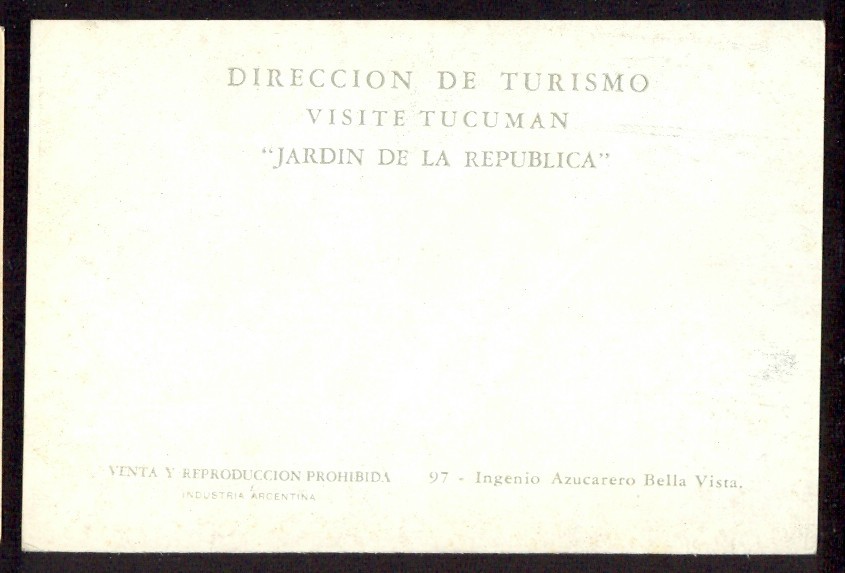 DIRECCION DE TURISMO
VISITE TUCUMAN
“JARDIN DE LA REPUBLICA”
VENTA Y REPRODUCCION PROHIBIDA 97 - Ingenio Azucarero Bella Vista.
INDUSTRIA ARGENTINA